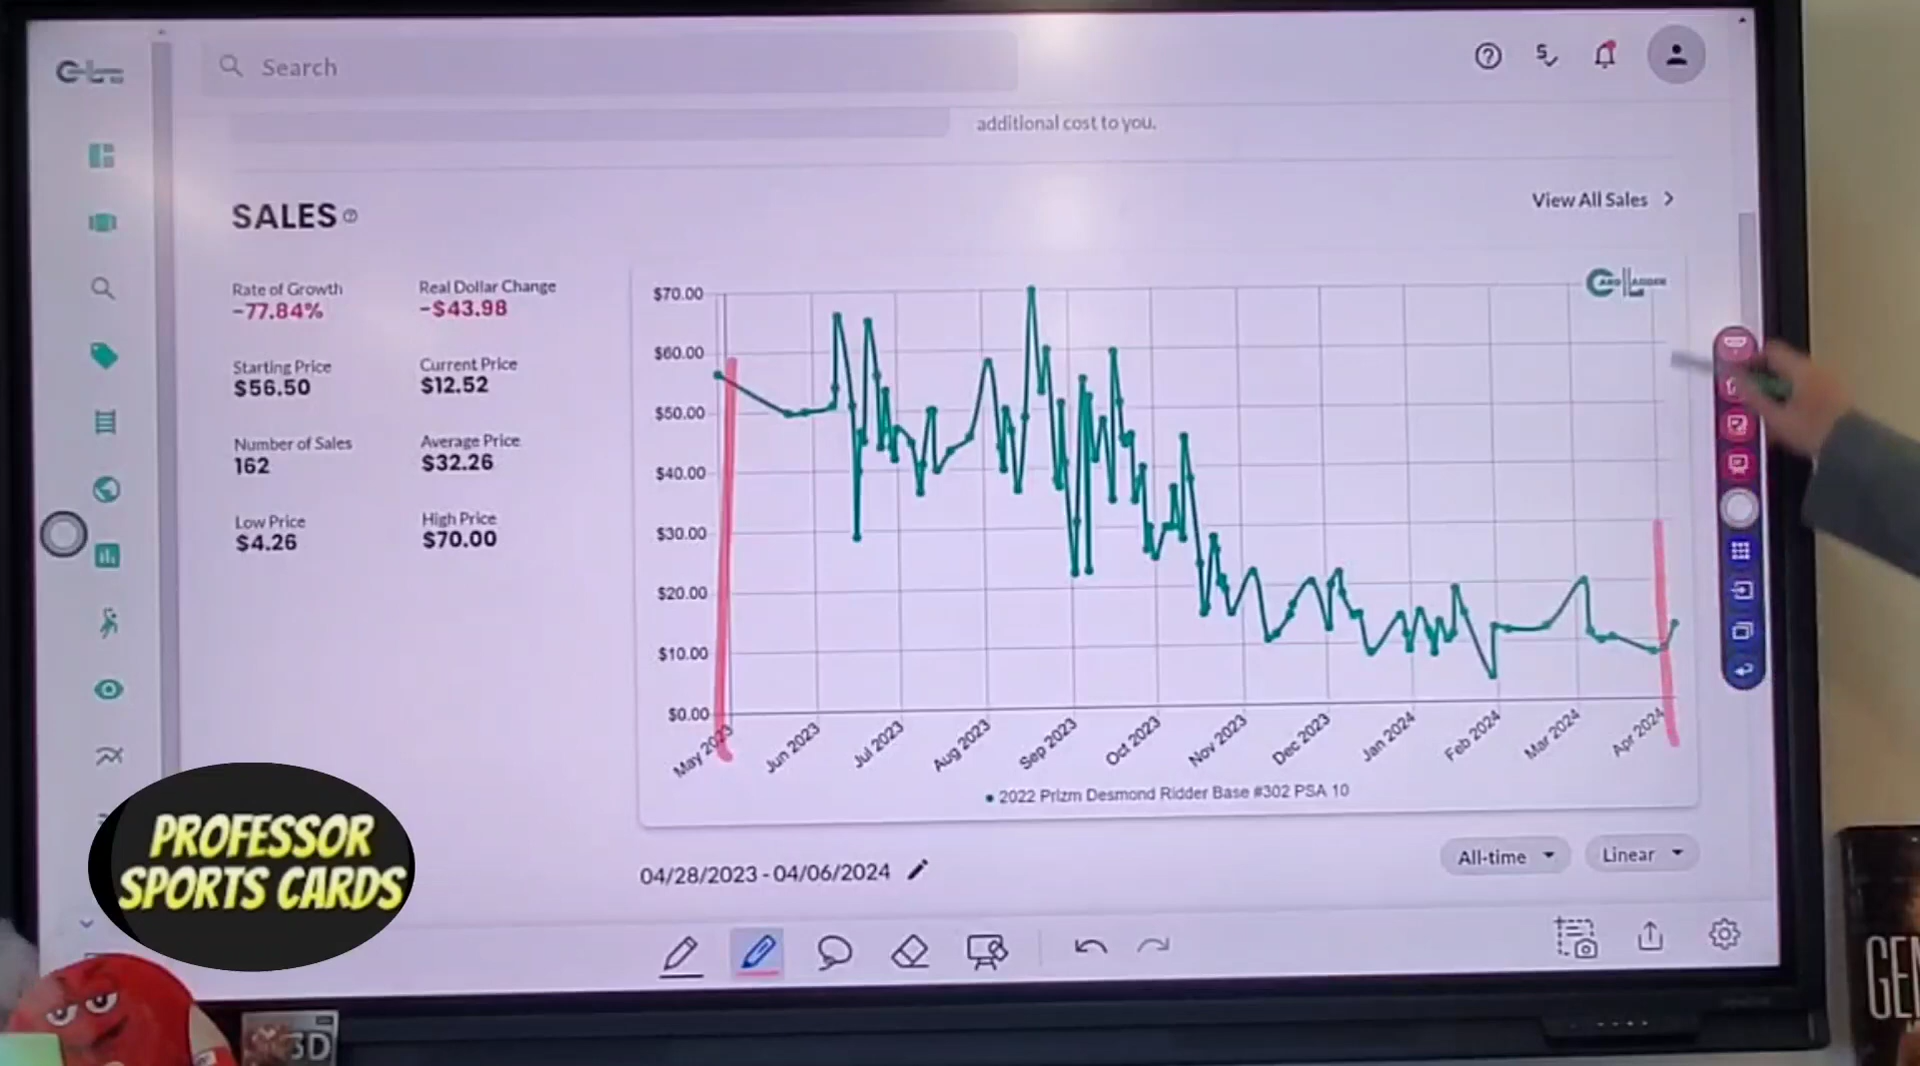 CL
Search
additional cost to you.
SALES
View All Sales
Rate of Growth
-77.84%
Real Dollar Change
-$43.98
Starting Price
$56.50
Current Price
$12.52
Number of Sales
162
Average Price
$32.26
Low Price
$4.26
High Price
$70.00
CARD LADDER
$70.00
$60.00
$50.00
$40.00
$30.00
$20.00
$10.00
$0.00
May 2023
Jun 2023
Jul 2023
Aug 2023
Sep 2023
Oct 2023
Nov 2023
Dec 2023
Jan 2024
Feb 2024
Mar 2024
Apr 2024
2022 Prizm Desmond Ridder Base #302 PSA 10
04/28/2023 - 04/06/2024
All-time
Linear
PROFESSOR
SPORTS CARDS
3D